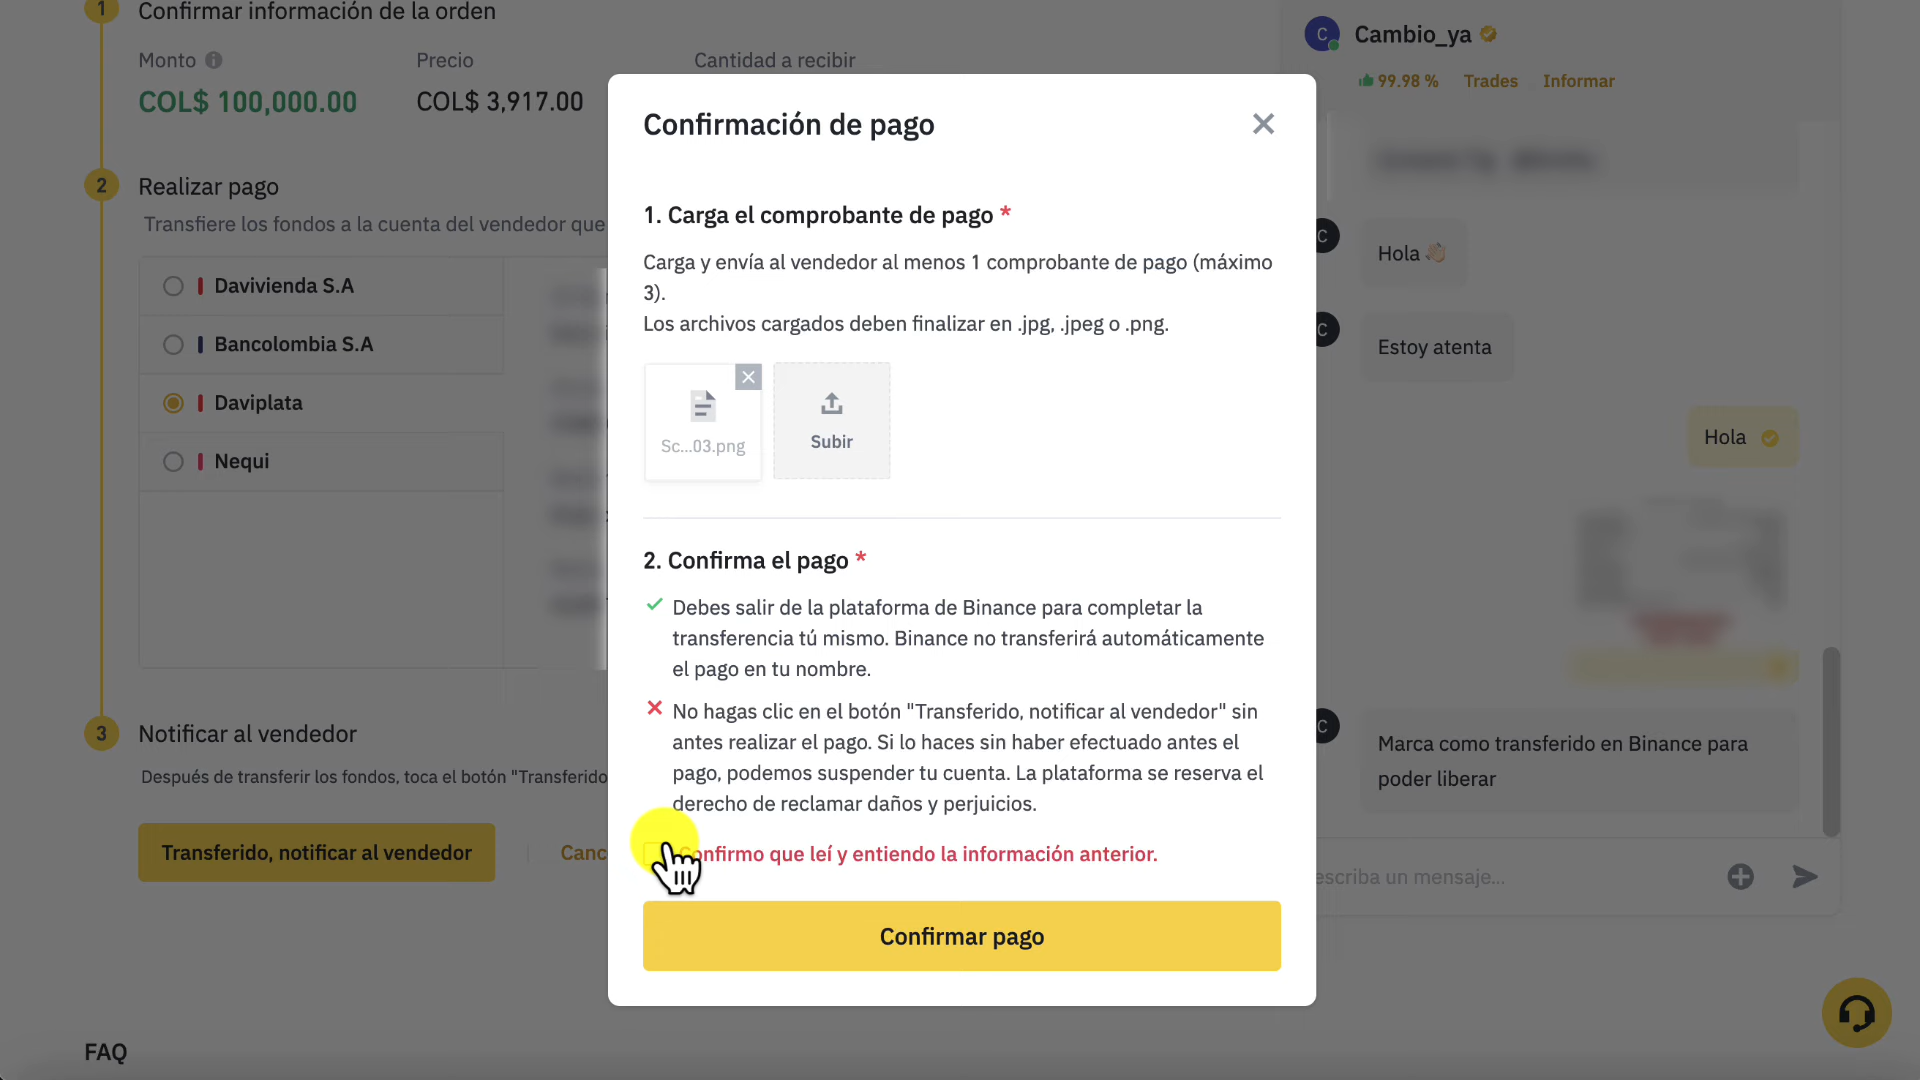 1
Confirmar información de la orden
Monto
Precio
Cantidad a recibir
COL$ 100,000.00
COL$ 3,917.00
2
Realizar pago
Transfiere los fondos a la cuenta del vendedor que
Davivienda S.A
Bancolombia S.A
Daviplata
Nequi
3
Notificar al vendedor
Después de transferir los fondos, toca el botón "Transferido
Transferido, notificar al vendedor
Canc
FAQ
Confirmación de pago
1. Carga el comprobante de pago *
Carga y envía al vendedor al menos 1 comprobante de pago (máximo
3).
Los archivos cargados deben finalizar en .jpg, .jpeg o .png.
Sc...03.png
Subir
2. Confirma el pago *
Debes salir de la plataforma de Binance para completar la
transferencia tú mismo. Binance no transferirá automáticamente
el pago en tu nombre.
No hagas clic en el botón "Transferido, notificar al vendedor" sin
antes realizar el pago. Si lo haces sin haber efectuado antes el
pago, podemos suspender tu cuenta. La plataforma se reserva el
derecho de reclamar daños y perjuicios.
Confirmo que leí y entiendo la información anterior.
Confirmar pago
C
Cambio_ya
99.98 %
Trades
Informar
C
Hola 👋🏻
C
Estoy atenta
Hola
C
Marca como transferido en Binance para
poder liberar
escriba un mensaje...